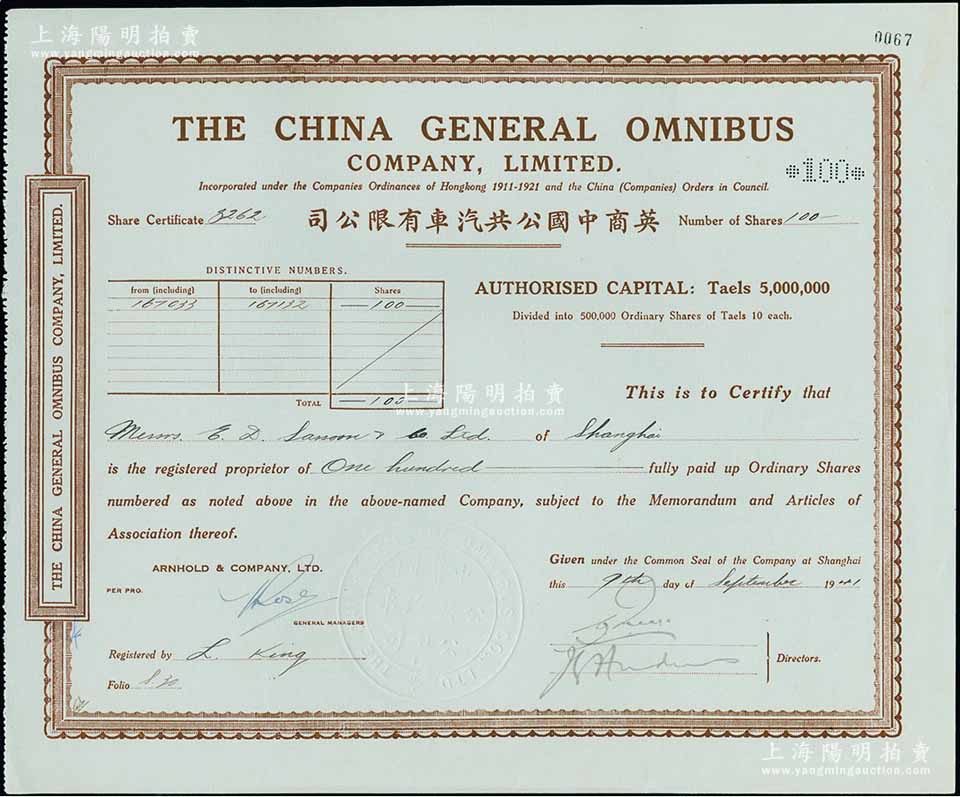 上海陽明拍賣
www.yangmingauction.com
0067
THE CHINA GENERAL OMNIBUS
COMPANY, LIMITED.
*100*
Incorporated under the Companies Ordinances of Hongkong 1911-1921 and the China (Companies) Orders in Council.
Share Certificate 3262
司公限有車汽共公國中商英
Number of Shares 100
DISTINCTIVE NUMBERS.
from (including) to (including) Shares
167033 167132 100
TOTAL 100
AUTHORISED CAPITAL: Taels 5,000,000
Divided into 500,000 Ordinary Shares of Taels 10 each.
上海陽明拍賣
www.yangmingauction.com
This is to Certify that
Messrs. E. D. Sassoon & Co Ltd. of Shanghai
is the registered proprietor of One hundred fully paid up Ordinary Shares
numbered as noted above in the above-named Company, subject to the Memorandum and Articles of
Association thereof.
ARNHOLD & COMPANY, LTD.
PER PRO.
GENERAL MANAGERS
Registered by L. King
Folio S.30
Given under the Common Seal of the Company at Shanghai
this 9th day of September 1941
Directors.
THE CHINA GENERAL OMNIBUS COMPANY, LIMITED.
上海陽明拍賣
www.yangmingauction.com